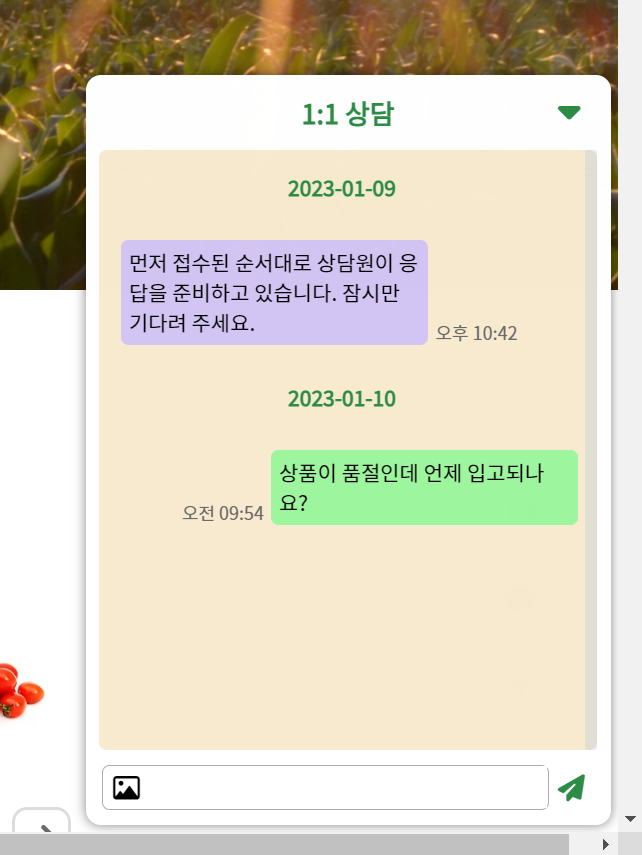 1:1 상담
2023-01-09
먼저 접수된 순서대로 상담원이 응
답을 준비하고 있습니다. 잠시만
기다려 주세요.
오후 10:42
2023-01-10
상품이 품절인데 언제 입고되나
요?
오전 09:54